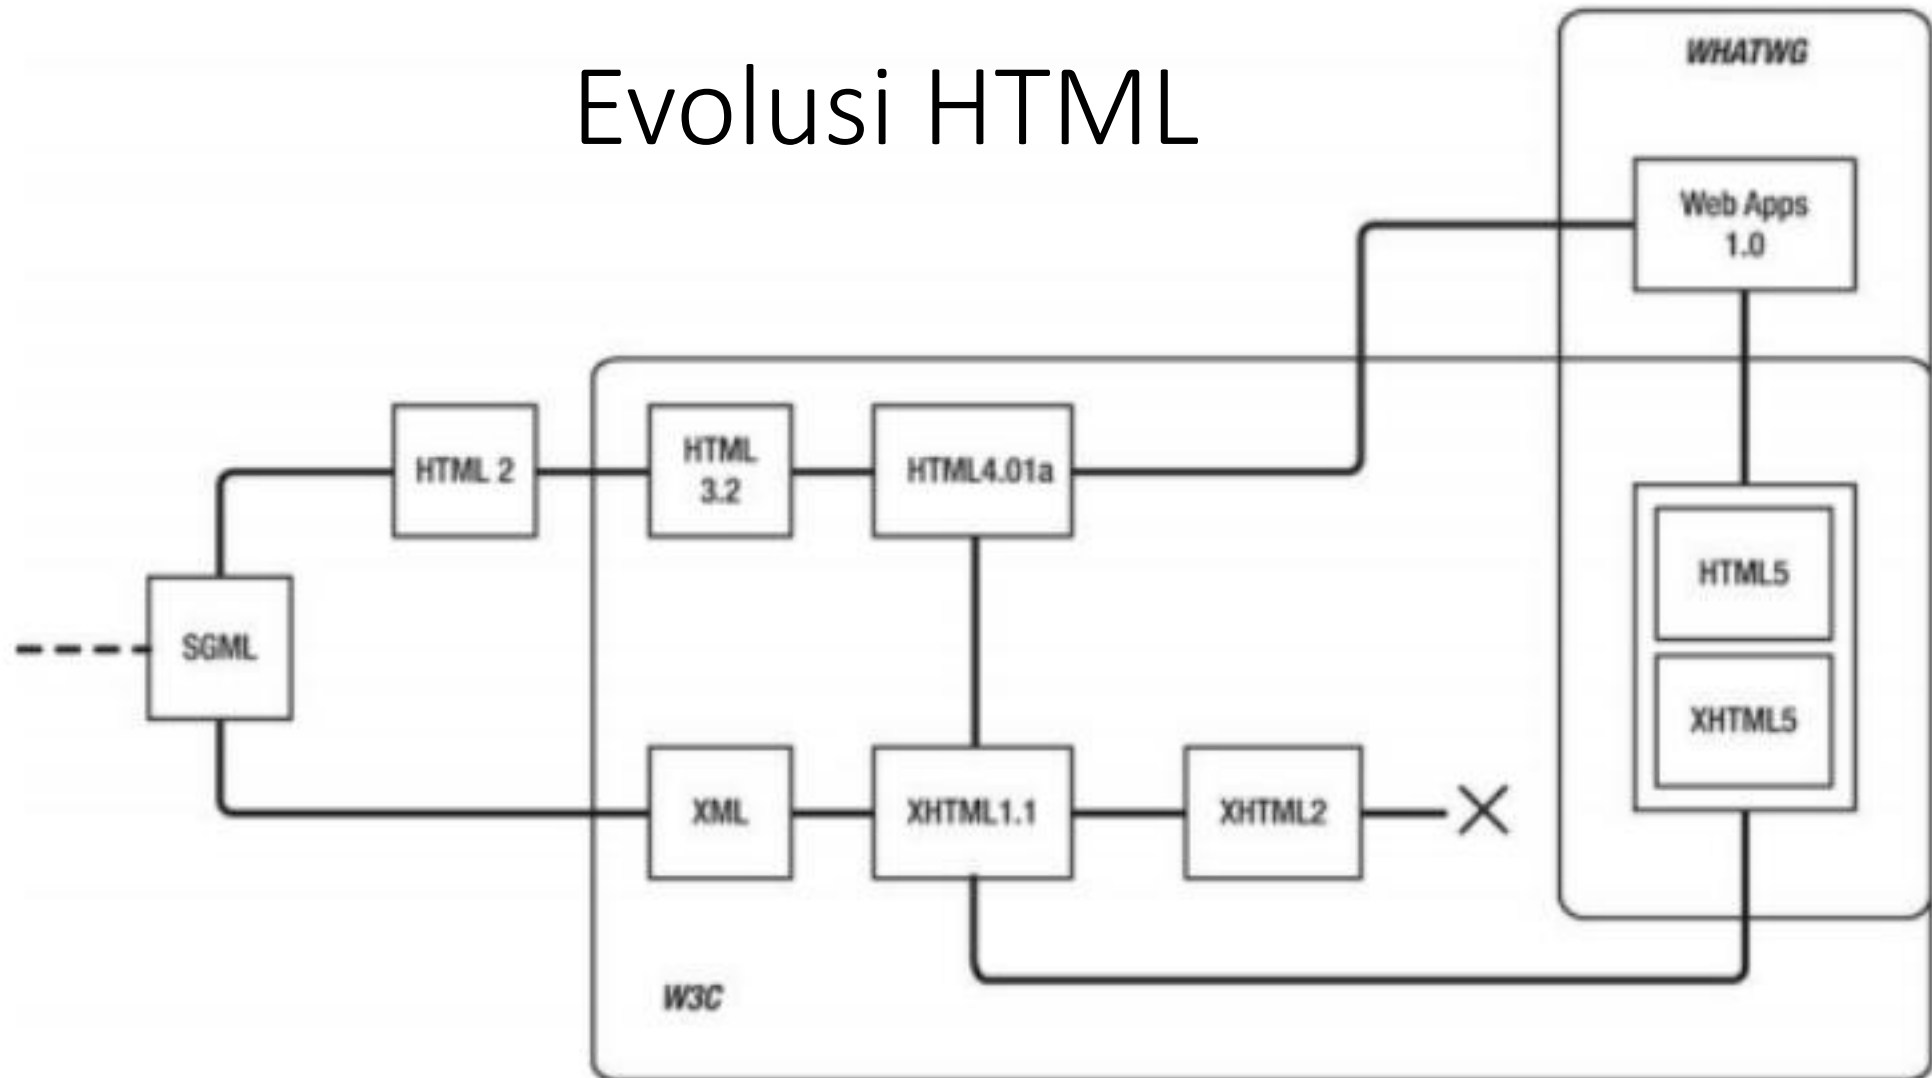 Evolusi HTML
WHATWG
Web Apps
1.0
HTML 2
HTML
3.2
HTML4.01a
HTML5
SGML
XHTML5
XML
XHTML1.1
XHTML2
W3C